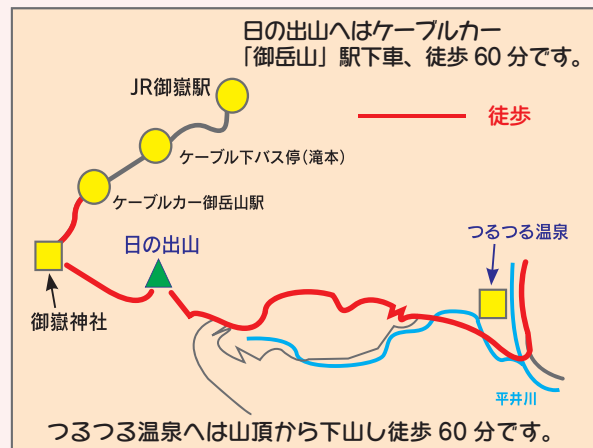 日の出山へはケーブルカー
「御岳山」駅下車、徒歩60分です。
JR御嶽駅
徒歩
ケーブル下バス停(滝本)
ケーブルカー御岳山駅
日の出山
つるつる温泉
御嶽神社
平井川
つるつる温泉へは山頂から下山し徒歩60分です。